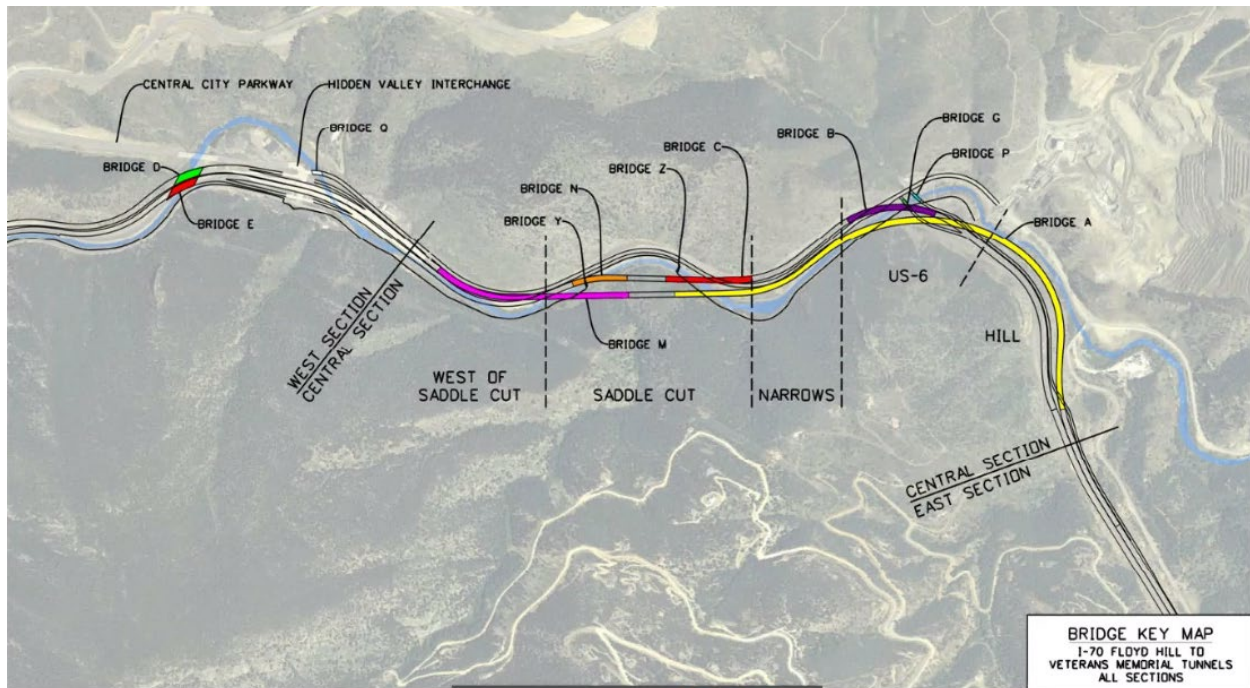 CENTRAL CITY PARKWAY
HIDDEN VALLEY INTERCHANGE
BRIDGE Q
BRIDGE D
BRIDGE E
BRIDGE N
BRIDGE Y
BRIDGE Z
BRIDGE C
BRIDGE B
BRIDGE G
BRIDGE P
BRIDGE A
BRIDGE M
US-6
HILL
WEST SECTION
CENTRAL SECTION
WEST OF
SADDLE CUT
SADDLE CUT
NARROWS
CENTRAL SECTION
EAST SECTION
BRIDGE KEY MAP
I-70 FLOYD HILL TO
VETERANS MEMORIAL TUNNELS
ALL SECTIONS